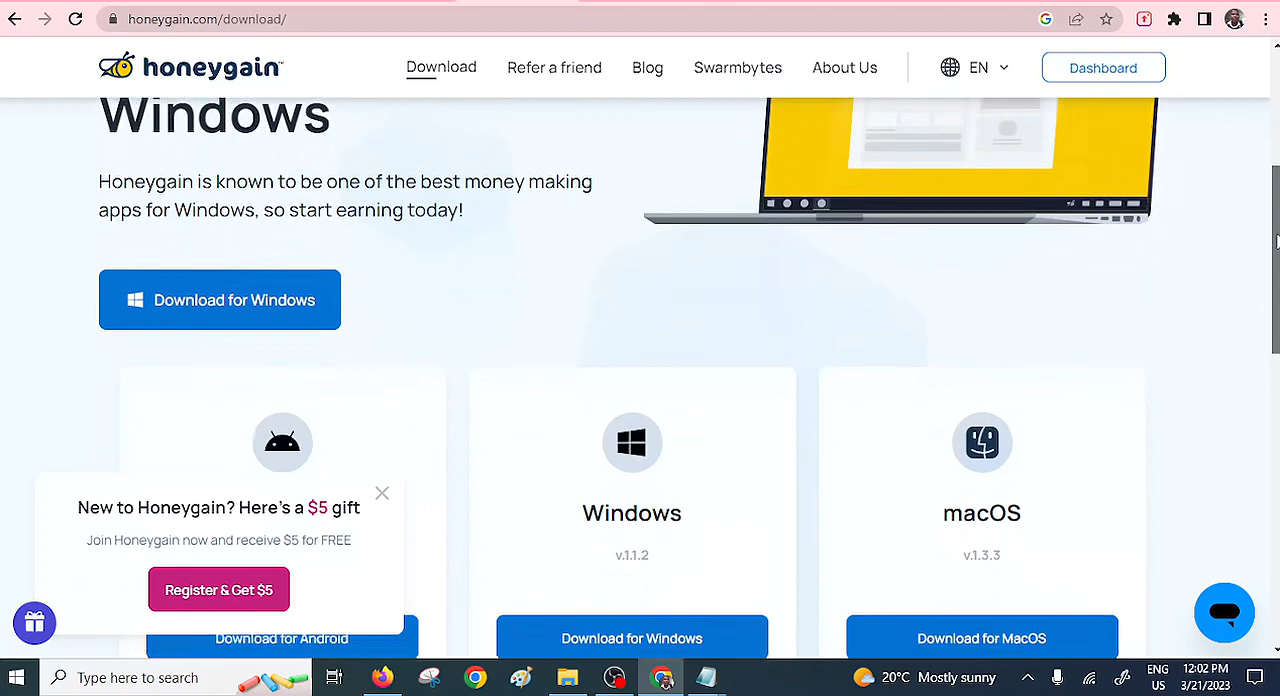 honeygain.com/download/
honeygain
Download
Refer a friend
Blog
Swarmbytes
About Us
EN
Dashboard
Windows
Honeygain is known to be one of the best money making
apps for Windows, so start earning today!
Download for Windows
New to Honeygain? Here's a $5 gift
Join Honeygain now and receive $5 for FREE
Register & Get $5
Download for Android
Windows
v.1.1.2
Download for Windows
macOS
v.1.3.3
Download for MacOS
Type here to search
20°C Mostly sunny
ENG
US
12:02 PM
3/21/2023